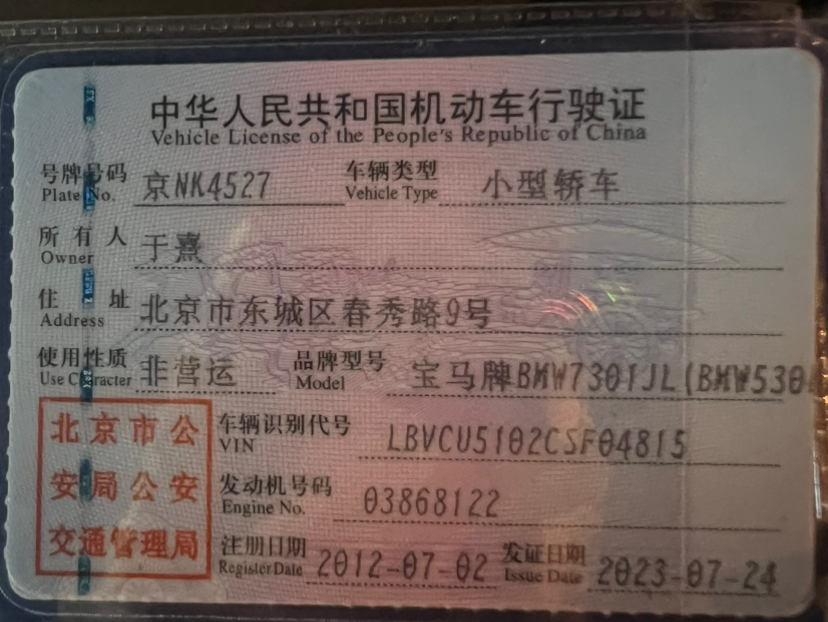 中华人民共和国机动车行驶证
Vehicle License of the People's Republic of China
号牌号码 京NK4527 车辆类型 小型轿车
Plate No. Vehicle Type
所有人 于熹
Owner
住址 北京市东城区春秀路9号
Address
使用性质 非营运 品牌型号 宝马牌BMW7301JL(BMW530
Use Character Model
北京市公
安局公安
交通管理局
车辆识别代号 LBVCU5102CSF04815
VIN
发动机号码 03868122
Engine No.
注册日期 2012-07-02 发证日期 2023-07-24
Register Date Issue Date